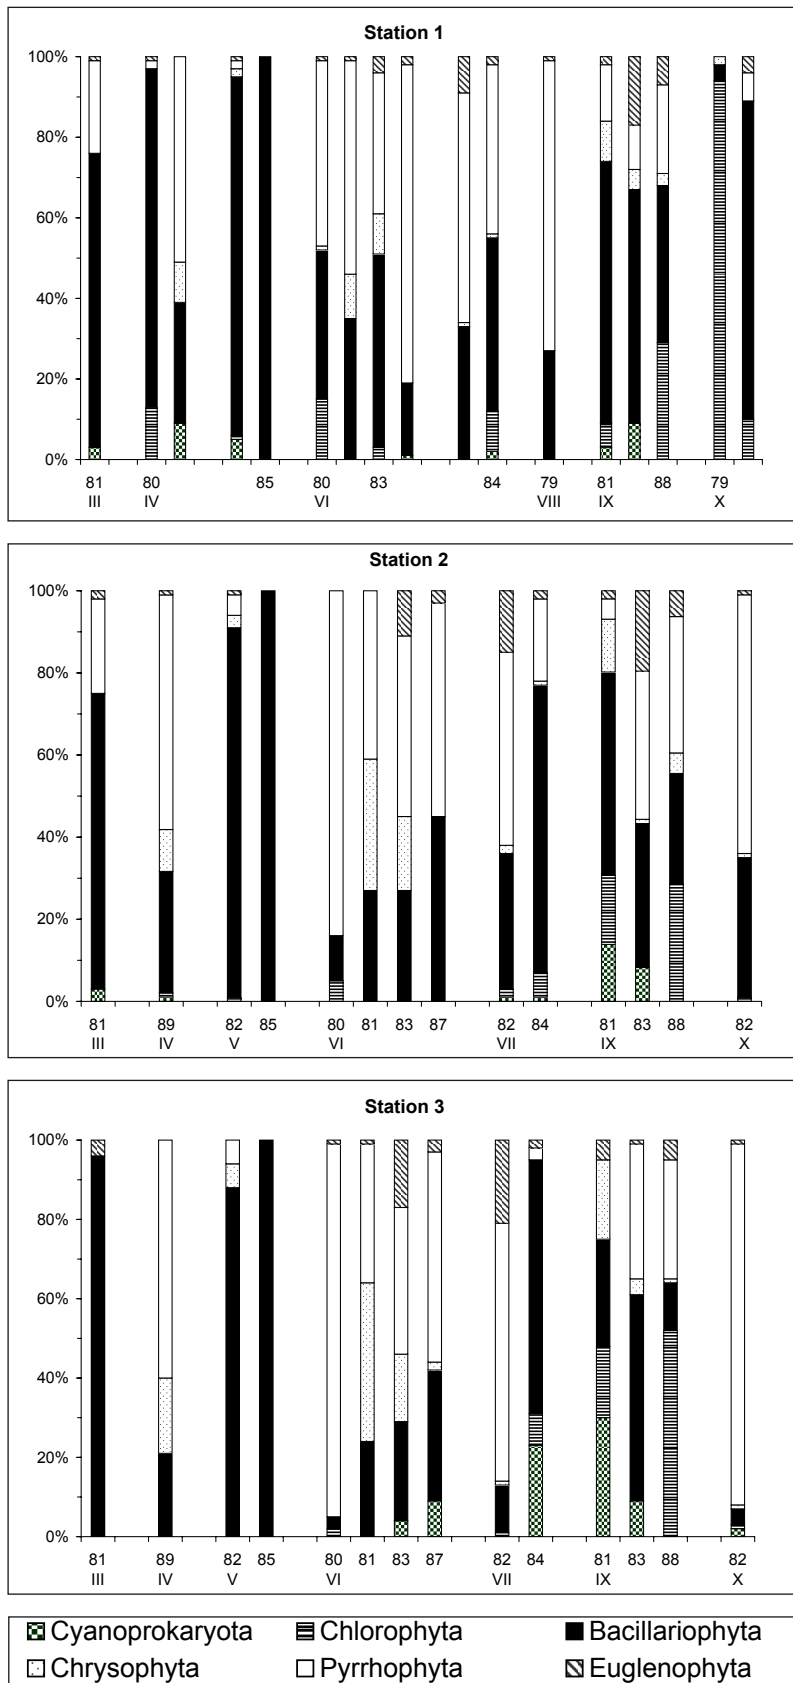 Station 1
100%
80%
60%
40%
20%
0%
81 80 85 80 83 84 79 81 88 79
III IV VI VIII IX X
Station 2
100%
80%
60%
40%
20%
0%
81 89 82 85 80 81 83 87 82 84 81 83 88 82
III IV V VI VII IX X
Station 3
100%
80%
60%
40%
20%
0%
81 89 82 85 80 81 83 87 82 84 81 83 88 82
III IV V VI VII IX X
Cyanoprokaryota Chlorophyta Bacillariophyta
Chrysophyta Pyrrhophyta Euglenophyta